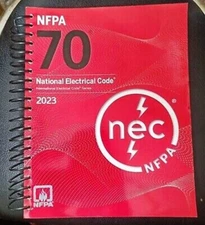 NFPA
70®
National Electrical Code®
International Electrical Code® Series
2023
nec®
NFPA
NFPA